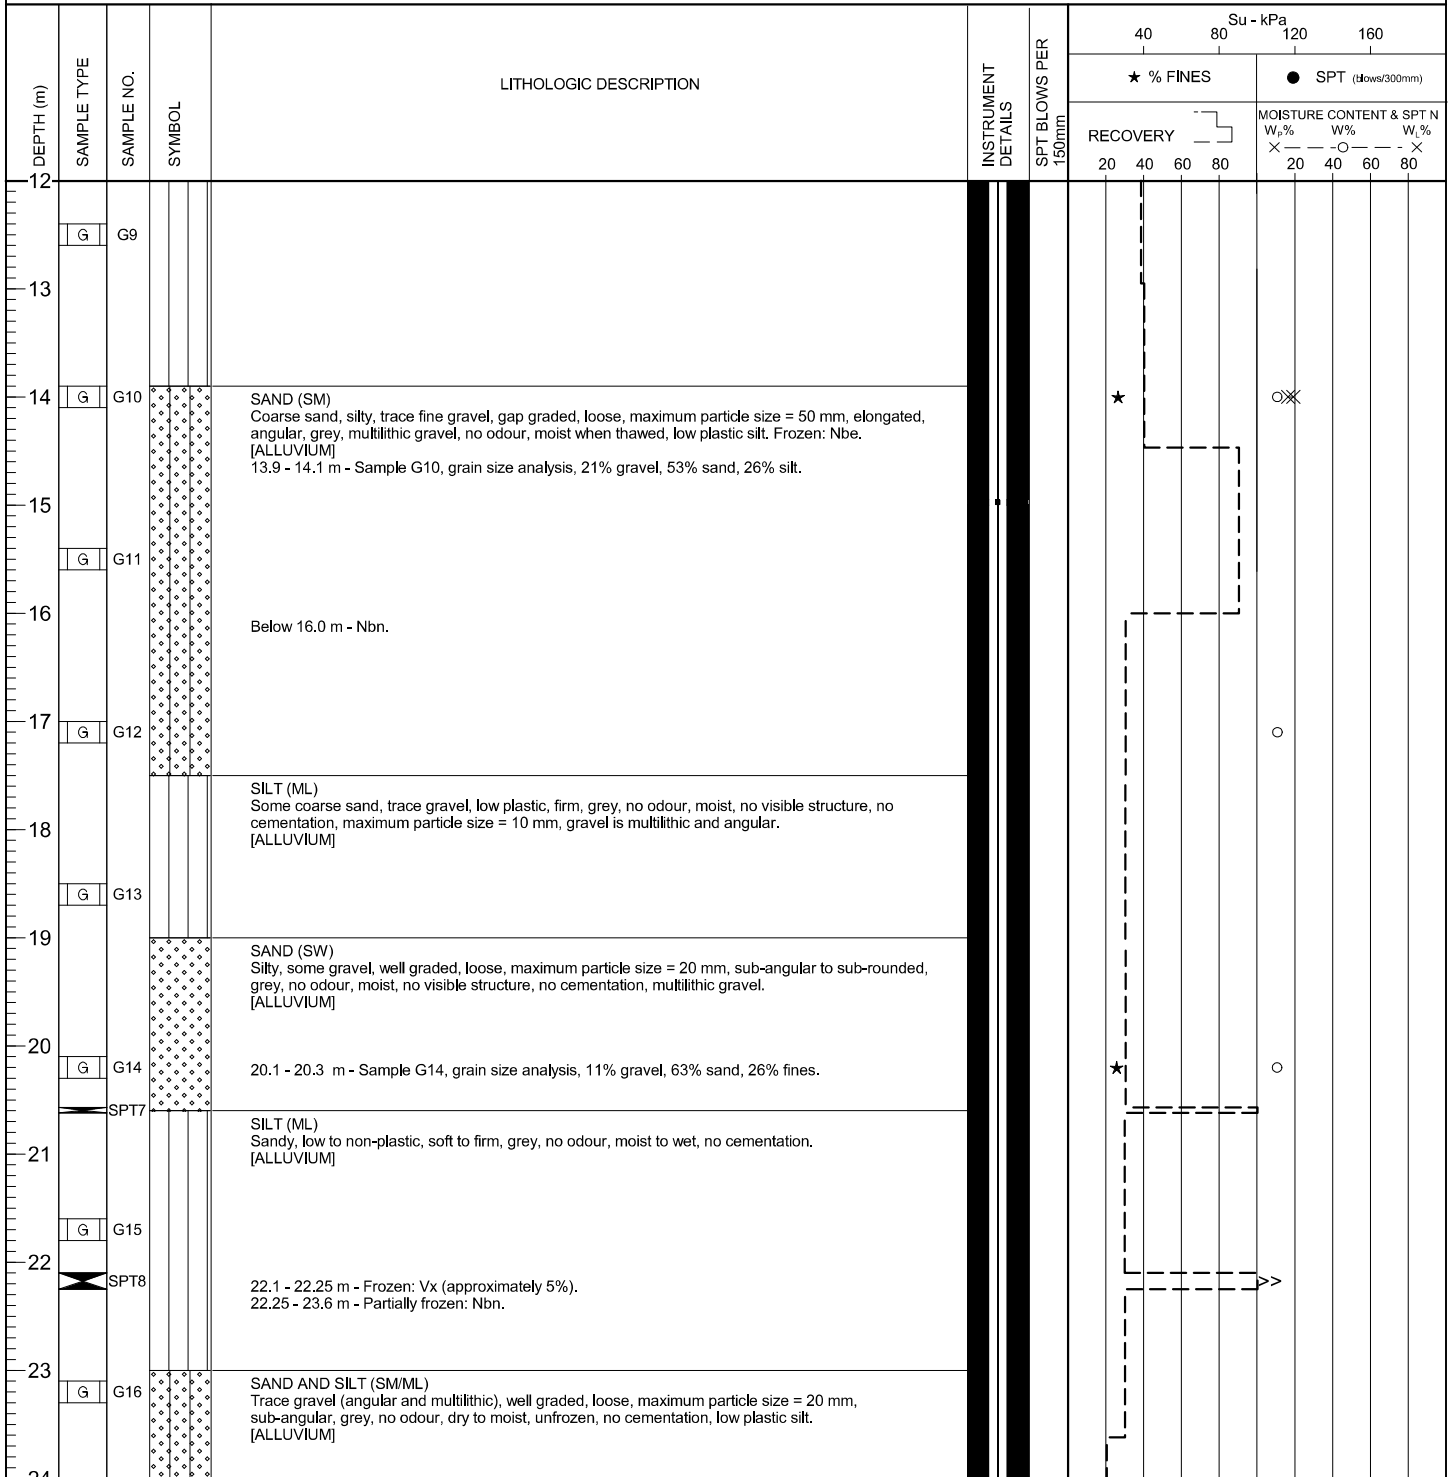 DEPTH (m)
SAMPLE TYPE
SAMPLE NO.
SYMBOL
LITHOLOGIC DESCRIPTION
INSTRUMENT
DETAILS
SPT BLOWS PER
150mm
Su - kPa
40 80 120 160
★ % FINES
● SPT (blows/300mm)
RECOVERY
MOISTURE CONTENT & SPT N
WP% W% WL%
20 40 60 80 20 40 60 80
12
G G9
13
14 G G10
SAND (SM)
Coarse sand, silty, trace fine gravel, gap graded, loose, maximum particle size = 50 mm, elongated,
angular, grey, multilithic gravel, no odour, moist when thawed, low plastic silt. Frozen: Nbe.
[ALLUVIUM]
13.9 - 14.1 m - Sample G10, grain size analysis, 21% gravel, 53% sand, 26% silt.
15
G G11
16
Below 16.0 m - Nbn.
17
G G12
SILT (ML)
Some coarse sand, trace gravel, low plastic, firm, grey, no odour, moist, no visible structure, no
cementation, maximum particle size = 10 mm, gravel is multilithic and angular.
[ALLUVIUM]
18
G G13
19
SAND (SW)
Silty, some gravel, well graded, loose, maximum particle size = 20 mm, sub-angular to sub-rounded,
grey, no odour, moist, no visible structure, no cementation, multilithic gravel.
[ALLUVIUM]
20
G G14
20.1 - 20.3 m - Sample G14, grain size analysis, 11% gravel, 63% sand, 26% fines.
SPT7
SILT (ML)
Sandy, low to non-plastic, soft to firm, grey, no odour, moist to wet, no cementation.
[ALLUVIUM]
21
G G15
22
SPT8
>>
22.1 - 22.25 m - Frozen: Vx (approximately 5%).
22.25 - 23.6 m - Partially frozen: Nbn.
23
G G16
SAND AND SILT (SM/ML)
Trace gravel (angular and multilithic), well graded, loose, maximum particle size = 20 mm,
sub-angular, grey, no odour, dry to moist, unfrozen, no cementation, low plastic silt.
[ALLUVIUM]
24